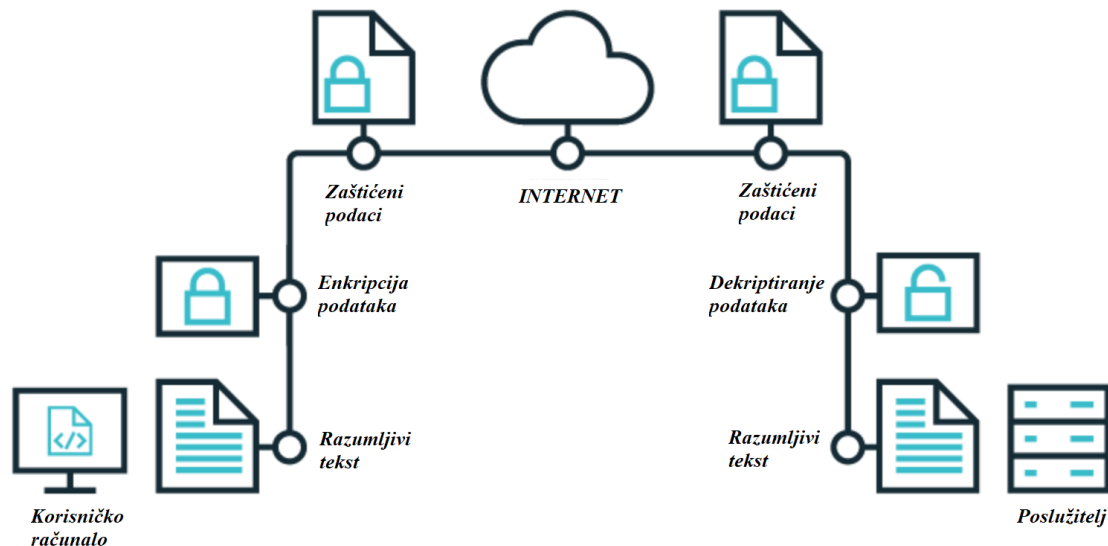 Zaštićeni
podaci
INTERNET
Zaštićeni
podaci
Enkripcija
podataka
Dekriptiranje
podataka
</>
Razumljivi
tekst
Razumljivi
tekst
Korisničko
računalo
Poslužitelj